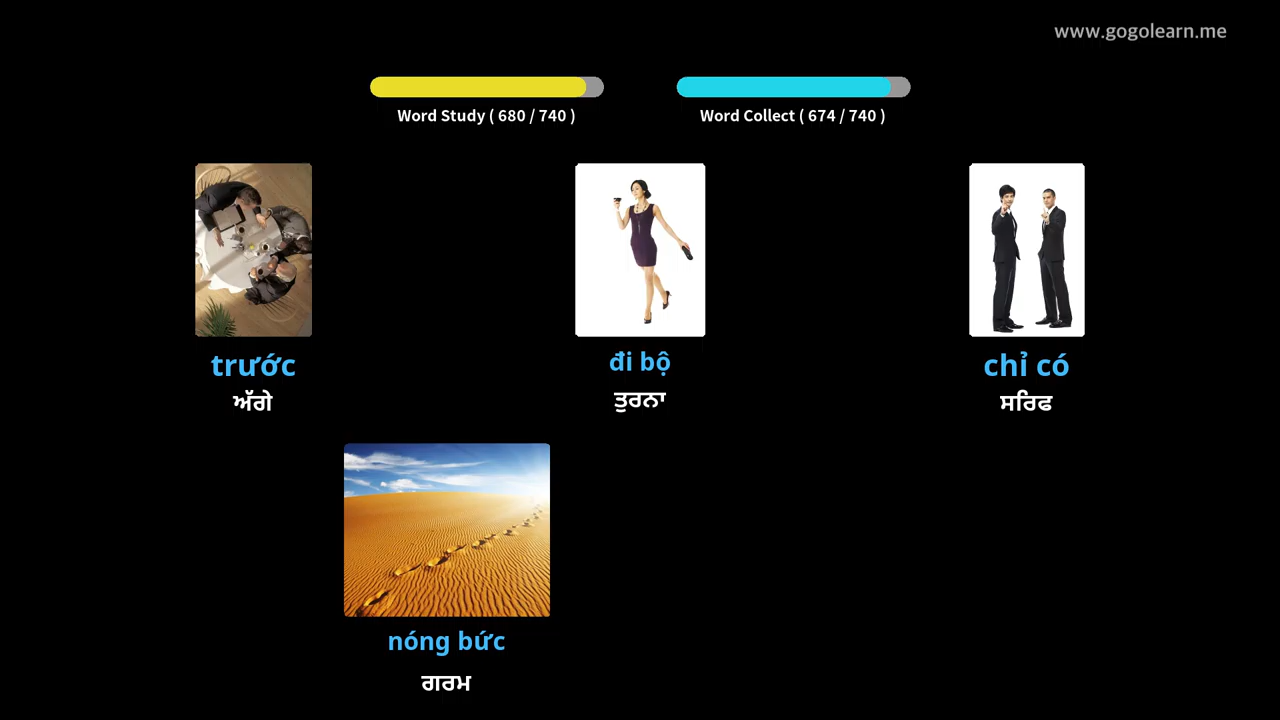 www.gogolearn.me
Word Study ( 680 / 740 )
Word Collect ( 674 / 740 )
trước
ਅੱਗੇ
đi bộ
ਤੁਰਨਾ
chỉ có
ਸਰਿਫ
nóng bức
ਗਰਮ